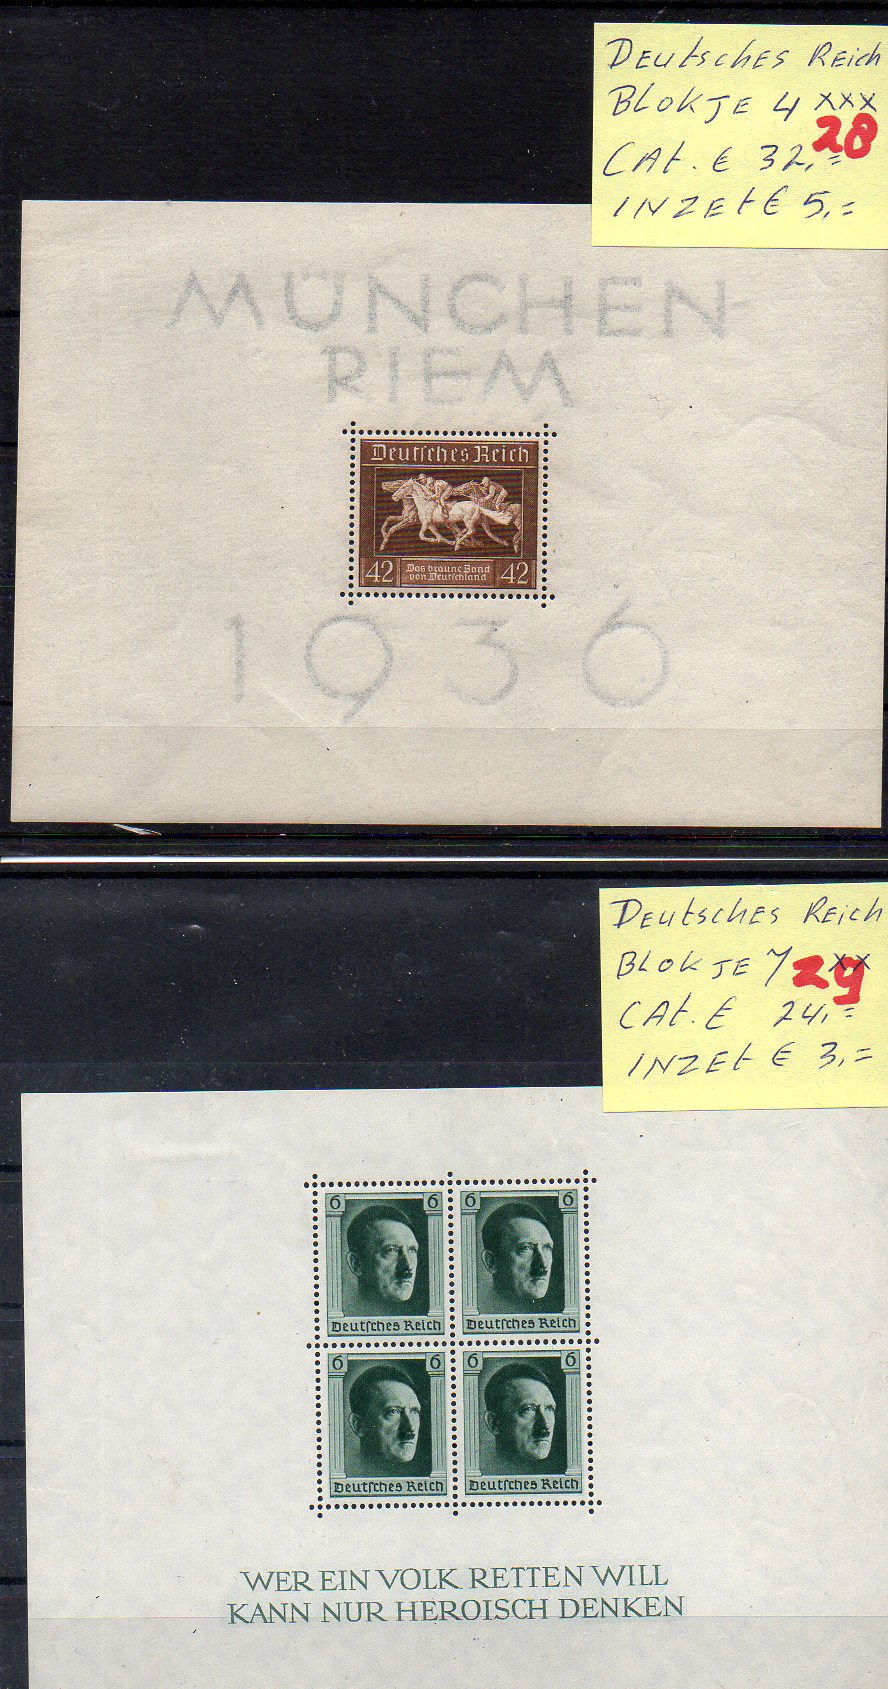 Deutsches Reich
Blokje 4 xxx
28
Cat. € 32,=
Inzet € 5,=
MÜNCHEN
RIEM
Deutsches Reich
42 Das braune Band 42
von Deutschland
1936
Deutsches Reich
Blokje 7 xx
29
Cat. € 24,=
Inzet € 3,=
6 6 6 6
Deutsches Reich Deutsches Reich
6 6 6 6
Deutsches Reich Deutsches Reich
WER EIN VOLK RETTEN WILL
KANN NUR HEROISCH DENKEN